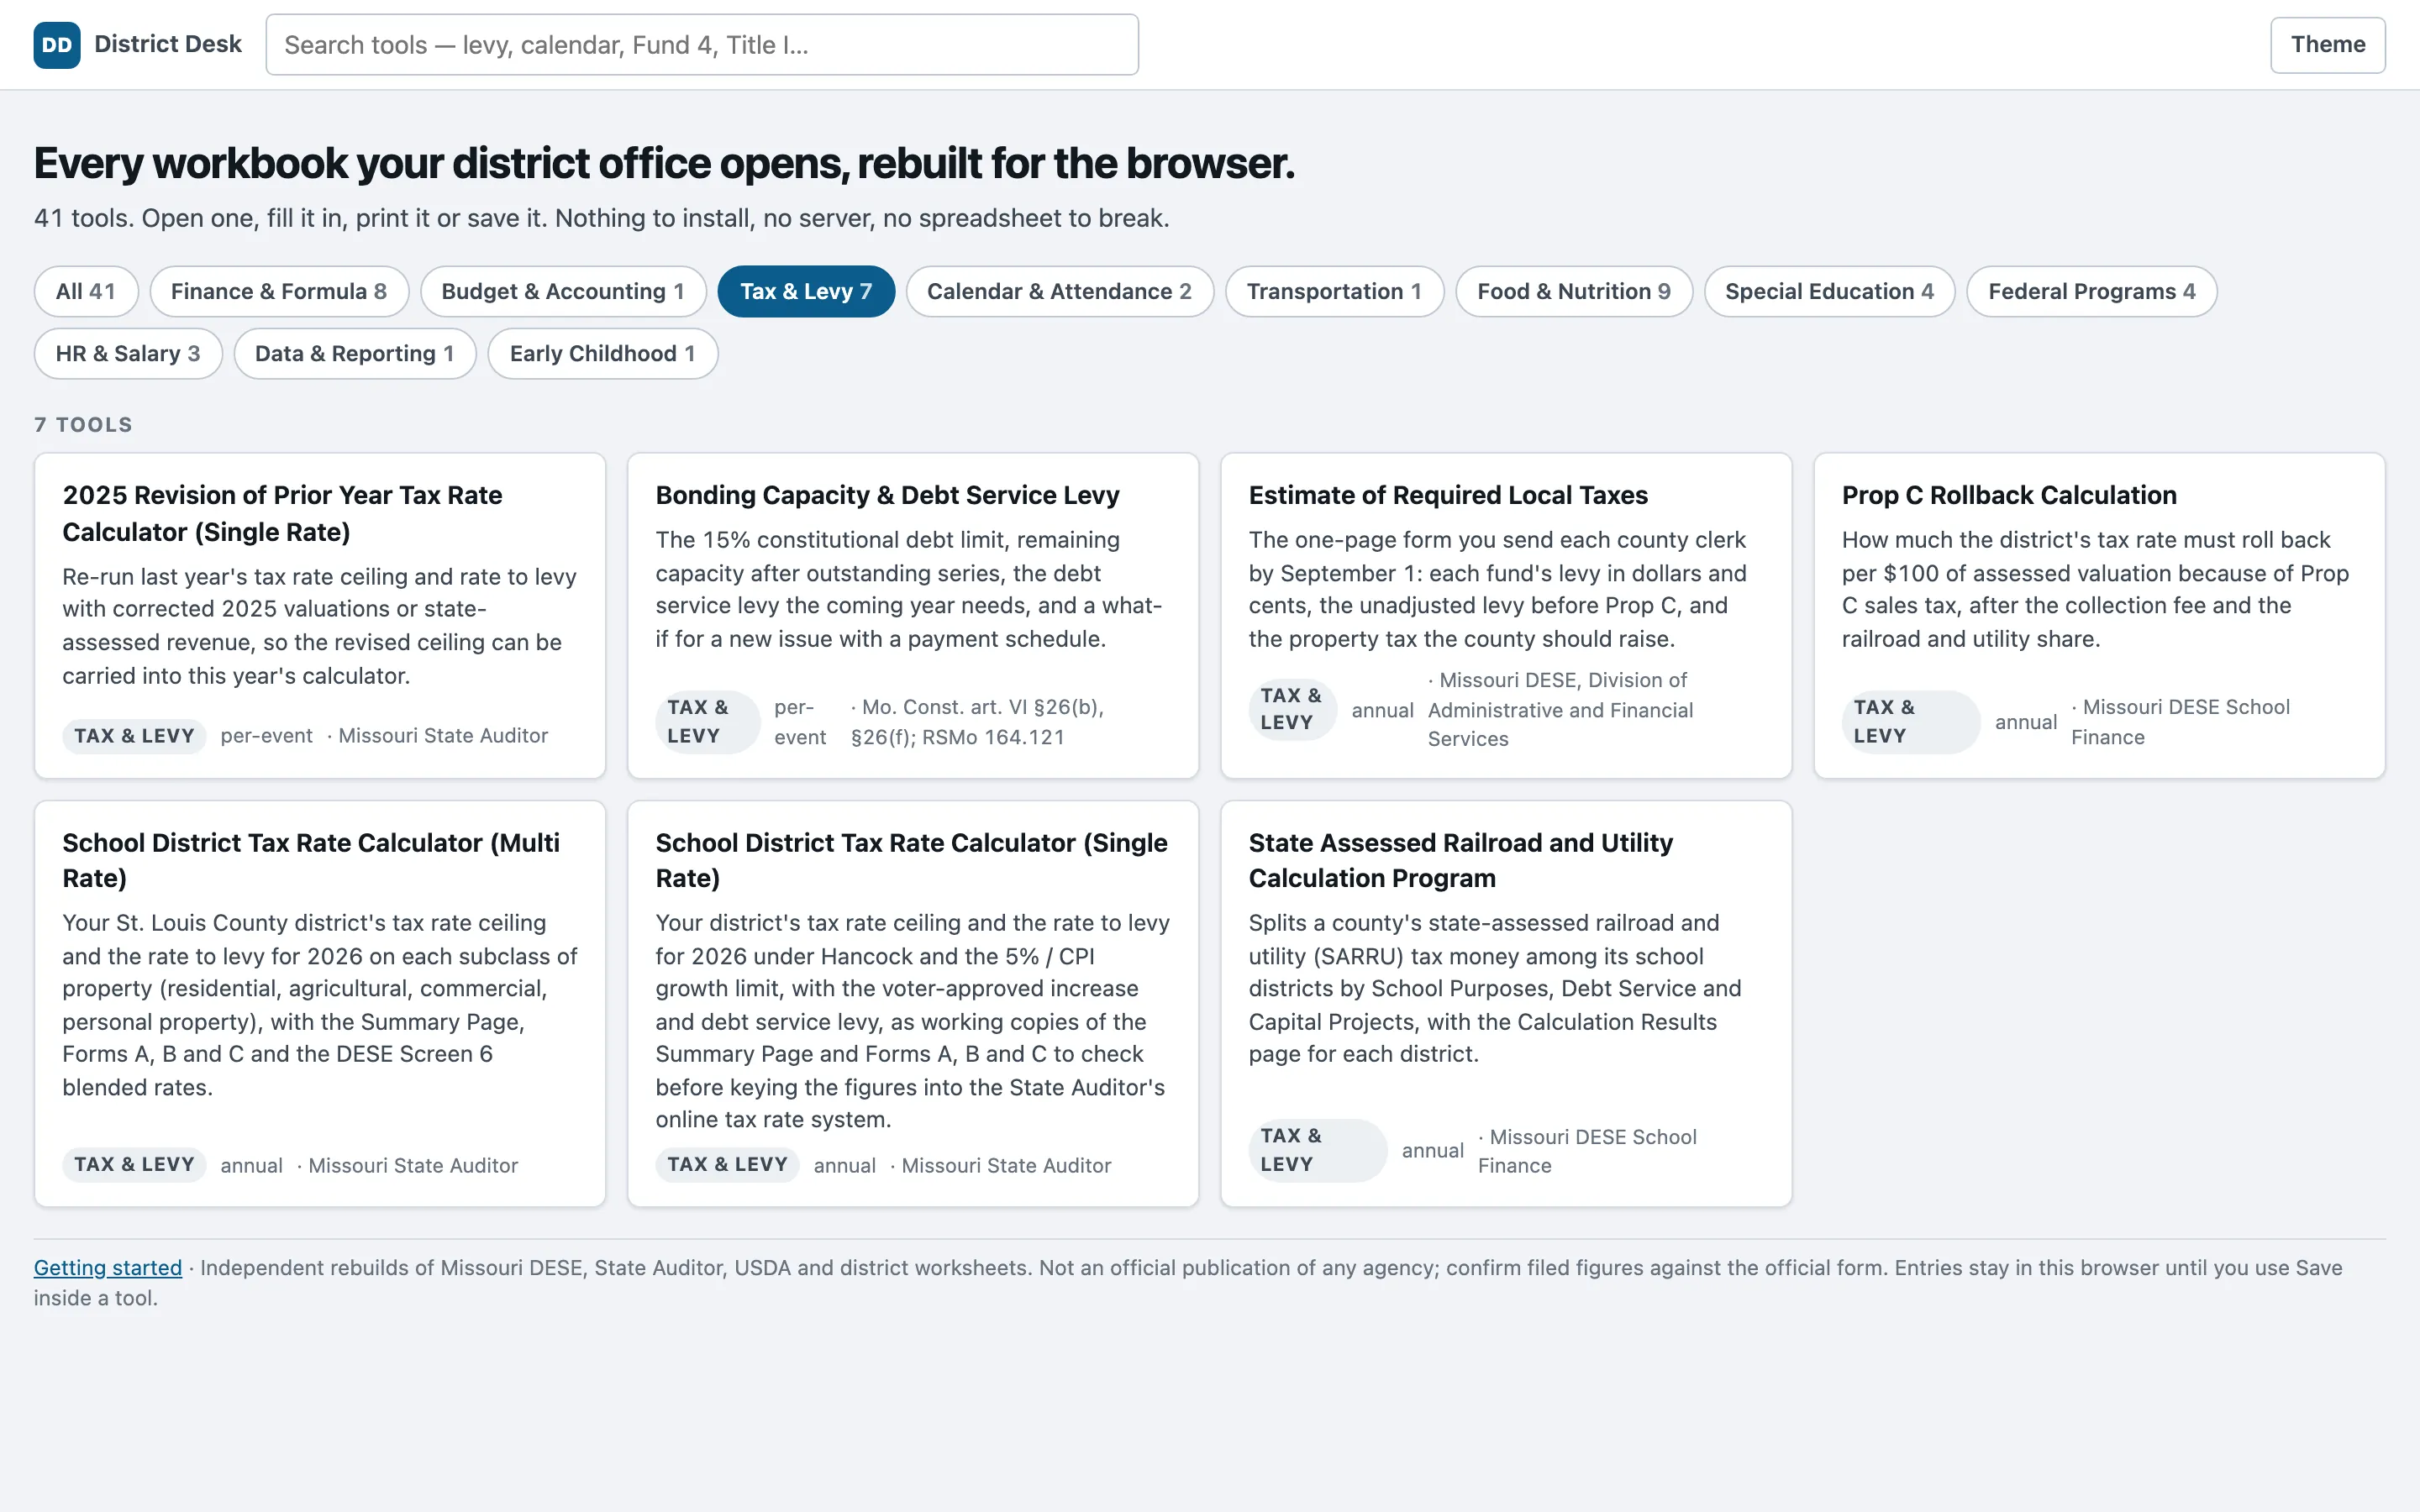 DD District Desk
Search tools — levy, calendar, Fund 4, Title I...
Theme
Every workbook your district office opens, rebuilt for the browser.
41 tools. Open one, fill it in, print it or save it. Nothing to install, no server, no spreadsheet to break.
All 41
Finance & Formula 8
Budget & Accounting 1
Tax & Levy 7
Calendar & Attendance 2
Transportation 1
Food & Nutrition 9
Special Education 4
Federal Programs 4
HR & Salary 3
Data & Reporting 1
Early Childhood 1
7 TOOLS
2025 Revision of Prior Year Tax Rate
Calculator (Single Rate)
Re-run last year's tax rate ceiling and rate to levy
with corrected 2025 valuations or state-
assessed revenue, so the revised ceiling can be
carried into this year's calculator.
TAX & LEVY per-event · Missouri State Auditor
Bonding Capacity & Debt Service Levy
The 15% constitutional debt limit, remaining
capacity after outstanding series, the debt
service levy the coming year needs, and a what-
if for a new issue with a payment schedule.
TAX &
LEVY
per-
event
· Mo. Const. art. VI §26(b),
§26(f); RSMo 164.121
Estimate of Required Local Taxes
The one-page form you send each county clerk
by September 1: each fund's levy in dollars and
cents, the unadjusted levy before Prop C, and
the property tax the county should raise.
TAX &
LEVY
annual
· Missouri DESE, Division of
Administrative and Financial
Services
Prop C Rollback Calculation
How much the district's tax rate must roll back
per $100 of assessed valuation because of Prop
C sales tax, after the collection fee and the
railroad and utility share.
TAX &
LEVY
annual
· Missouri DESE School
Finance
School District Tax Rate Calculator (Multi
Rate)
Your St. Louis County district's tax rate ceiling
and the rate to levy for 2026 on each subclass of
property (residential, agricultural, commercial,
personal property), with the Summary Page,
Forms A, B and C and the DESE Screen 6
blended rates.
TAX & LEVY annual · Missouri State Auditor
School District Tax Rate Calculator (Single
Rate)
Your district's tax rate ceiling and the rate to levy
for 2026 under Hancock and the 5% / CPI
growth limit, with the voter-approved increase
and debt service levy, as working copies of the
Summary Page and Forms A, B and C to check
before keying the figures into the State Auditor's
online tax rate system.
TAX & LEVY annual · Missouri State Auditor
State Assessed Railroad and Utility
Calculation Program
Splits a county's state-assessed railroad and
utility (SARRU) tax money among its school
districts by School Purposes, Debt Service and
Capital Projects, with the Calculation Results
page for each district.
TAX &
LEVY
annual
· Missouri DESE School
Finance
Getting started · Independent rebuilds of Missouri DESE, State Auditor, USDA and district worksheets. Not an official publication of any agency; confirm filed figures against the official form. Entries stay in this browser until you use Save
inside a tool.